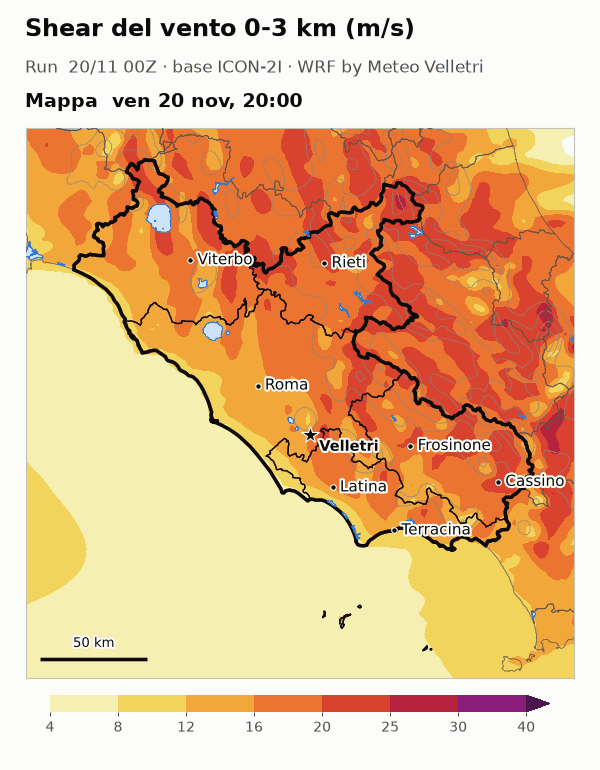 Shear del vento 0-3 km (m/s)
Run  20/11 00Z · base ICON-2I · WRF by Meteo Velletri
Mappa  ven 20 nov, 20:00
Viterbo
Rieti
Roma
Velletri
Frosinone
Latina
Cassino
Terracina
50 km
4 8 12 16 20 25 30 40